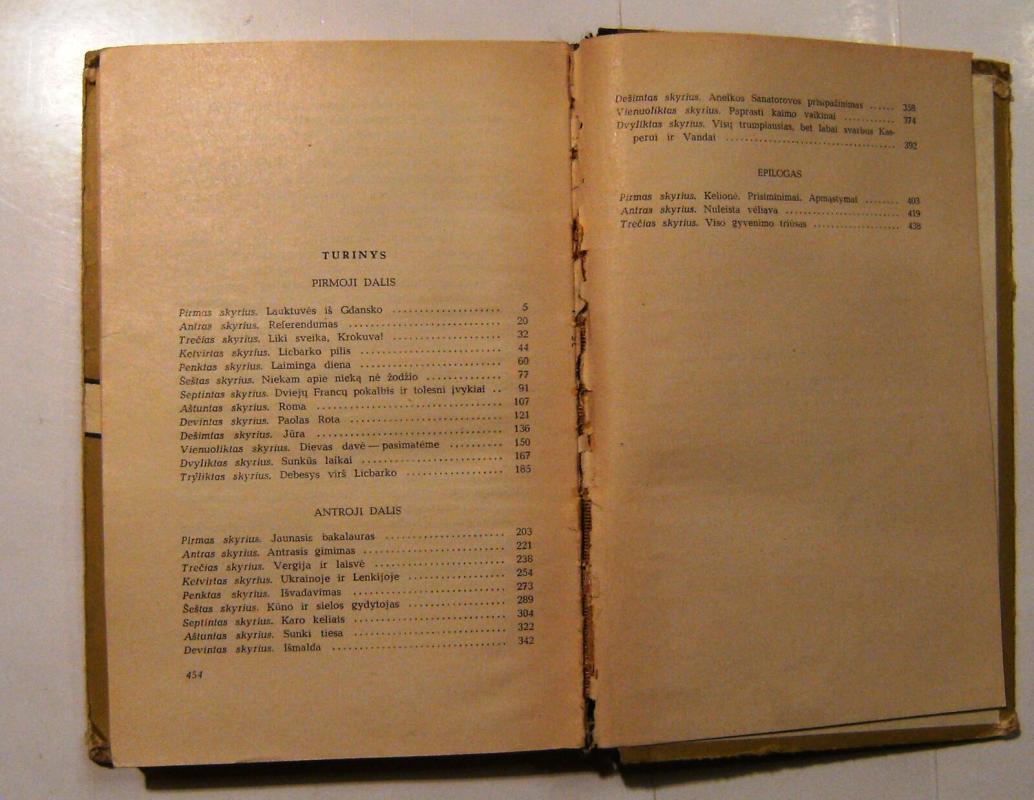 TURINYS
PIRMOJI DALIS
Pirmas skyrius. Lauktuvės iš Gdansko .................... 5
Antras skyrius. Referendumas ............................ 20
Trečias skyrius. Liki sveika, Krokuva! .................... 32
Ketvirtas skyrius. Licbarko pilis .......................... 44
Penktas skyrius. Laiminga diena .......................... 60
Šeštas skyrius. Niekam apie nieką nė žodžio .............. 77
Septintas skyrius. Dviejų Francų pokalbis ir tolesni įvykiai .. 91
Aštuntas skyrius. Roma .................................. 107
Devintas skyrius. Paolas Rota ............................ 121
Dešimtas skyrius. Jūra .................................. 136
Vienuoliktas skyrius. Dievas davė — pasimatėme .......... 150
Dvyliktas skyrius. Sunkūs laikai .......................... 167
Tryliktas skyrius. Debesys virš Licbarko .................. 185
ANTROJI DALIS
Pirmas skyrius. Jaunasis bakalauras ...................... 203
Antras skyrius. Antrasis gimimas .......................... 221
Trečias skyrius. Vergija ir laisvė ........................ 238
Ketvirtas skyrius. Ukrainoje ir Lenkijoje .................. 254
Penktas skyrius. Išvadavimas ............................ 273
Šeštas skyrius. Kūno ir sielos gydytojas .................. 289
Septintas skyrius. Karo keliais ............................ 304
Aštuntas skyrius. Sunki tiesa ............................ 322
Devintas skyrius. Išmalda ................................ 342
454
Dešimtas skyrius. Anelkos Sanatorovos prisipažinimas ...... 358
Vienuoliktas skyrius. Paprasti kaimo vaikinai .............. 374
Dvyliktas skyrius. Visų trumpiausias, bet labai svarbus Kas-
perui ir Vandai .................................. 392
EPILOGAS
Pirmas skyrius. Kelionė. Prisiminimai. Apmąstymai ........ 403
Antras skyrius. Nuleista vėliava .......................... 419
Trečias skyrius. Viso gyvenimo triūsas .................... 438